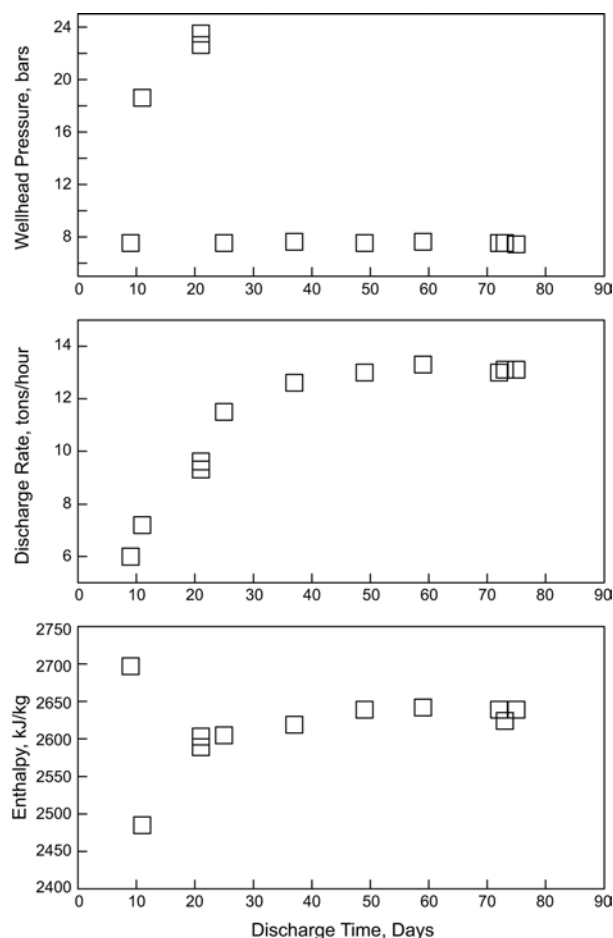 24
20
16
12
8
Wellhead Pressure, bars
0 10 20 30 40 50 60 70 80 90
14
12
10
8
6
Discharge Rate, tons/hour
0 10 20 30 40 50 60 70 80 90
2750
2700
2650
2600
2550
2500
2450
2400
Enthalpy, kJ/kg
0 10 20 30 40 50 60 70 80 90
Discharge Time, Days